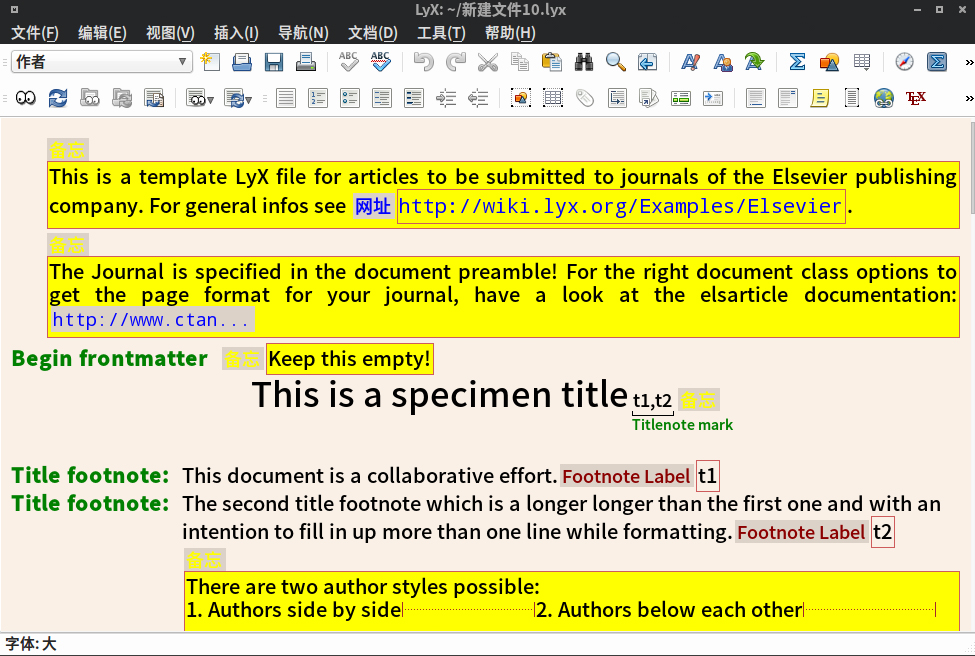 LyX: ~/新建文件10.lyx
文件(F) 编辑(E) 视图(V) 插入(I) 导航(N) 文档(D) 工具(T) 帮助(H)
作者
ABC ABC
TEX
备忘
This is a template LyX file for articles to be submitted to journals of the Elsevier publishing
company. For general infos see 网址 http://wiki.lyx.org/Examples/Elsevier.
备忘
The Journal is specified in the document preamble! For the right document class options to
get the page format for your journal, have a look at the elsarticle documentation:
http://www.ctan...
Begin frontmatter 备忘 Keep this empty!
This is a specimen title t1,t2 备忘
Titlenote mark
Title footnote: This document is a collaborative effort. Footnote Label t1
Title footnote: The second title footnote which is a longer longer than the first one and with an
intention to fill in up more than one line while formatting. Footnote Label t2
备忘
There are two author styles possible:
1. Authors side by side 2. Authors below each other
字体: 大